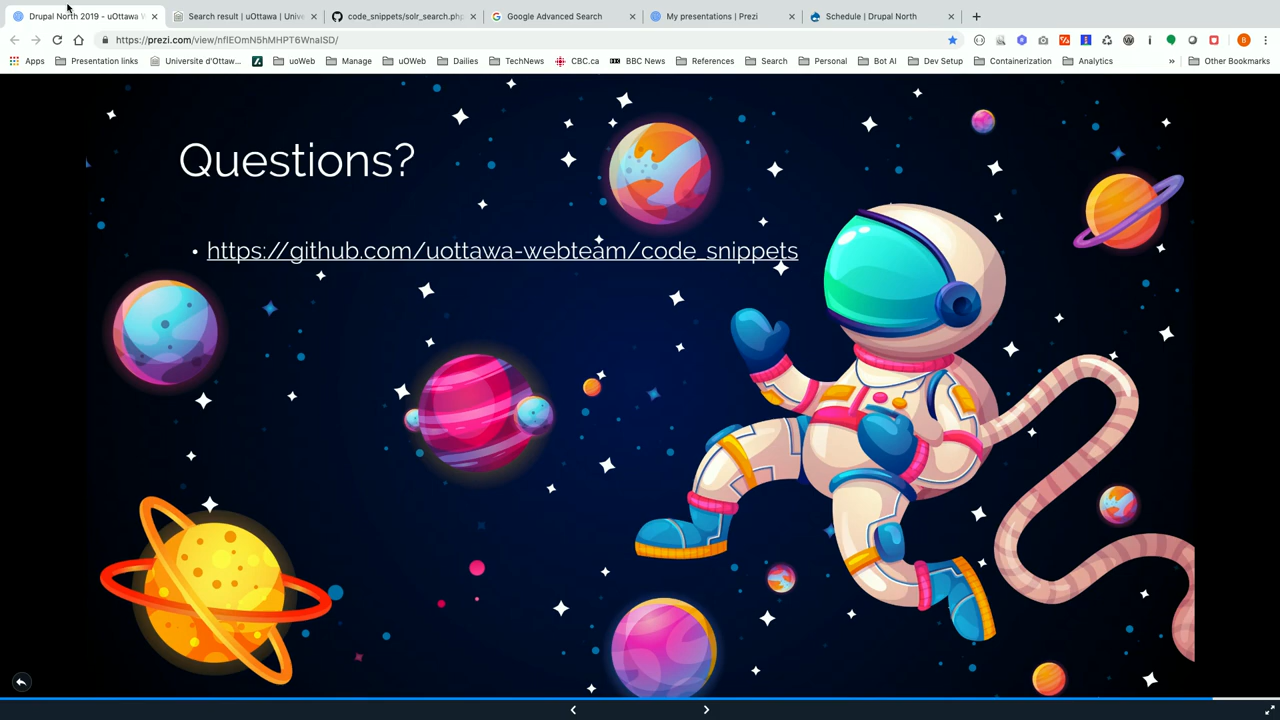 Drupal North 2019 - uOttawa W
Search result | uOttawa | Unive
code_snippets/solr_search.php
Google Advanced Search
My presentations | Prezi
Schedule | Drupal North
https://prezi.com/view/nflEOmN5hMHPT6WnaISD/
Apps
Presentation links
Universite d'Ottaw...
uoWeb
Manage
uOWeb
Dailies
TechNews
CBC.ca
BBC News
References
Search
Personal
Bot AI
Dev Setup
Containerization
Analytics
»
Other Bookmarks
Questions?
• https://github.com/uottawa-webteam/code_snippets